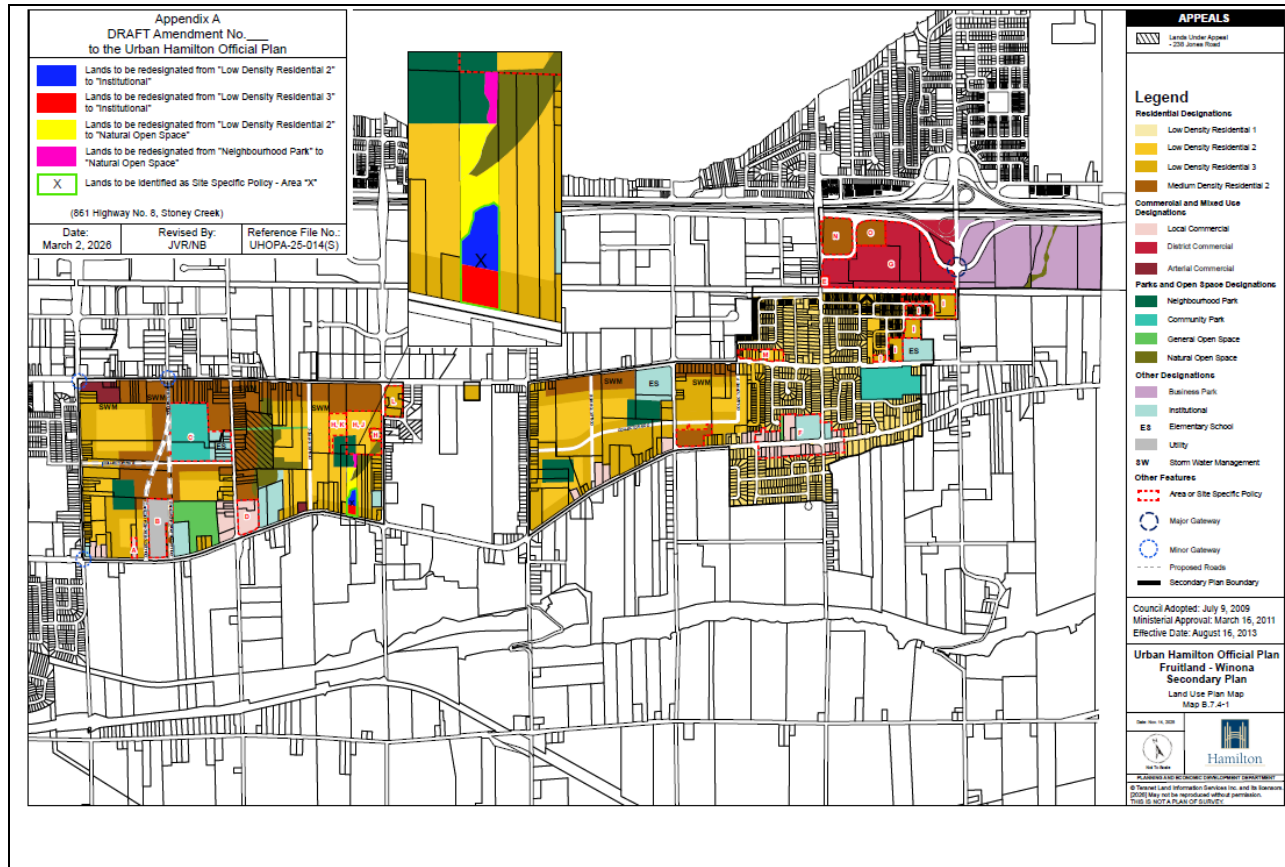 Appendix A
DRAFT Amendment No.___
to the Urban Hamilton Official Plan
Lands to be redesignated from "Low Density Residential 2"
to "Institutional"
Lands to be redesignated from "Low Density Residential 3"
to "Institutional"
Lands to be redesignated from "Low Density Residential 2"
to "Natural Open Space"
Lands to be redesignated from "Neighbourhood Park" to
"Natural Open Space"
X Lands to be identified as Site Specific Policy - Area "X"
(861 Highway No. 8, Stoney Creek)
Date:
March 2, 2026
Revised By:
JVR/NB
Reference File No.:
UHOPA-25-014(S)
X
N
O
G
E
I
ES
M
SWM
ES
SWM
F
SWM
SWM
SWM
SWM
L
H, K
H, J
H
C
ES
B
D
A
APPEALS
Lands Under Appeal
- 238 Jones Road
Legend
Residential Designations
Low Density Residential 1
Low Density Residential 2
Low Density Residential 3
Medium Density Residential 2
Commercial and Mixed Use
Designations
Local Commercial
District Commercial
Arterial Commercial
Parks and Open Space Designations
Neighbourhood Park
Community Park
General Open Space
Natural Open Space
Other Designations
Business Park
Institutional
ES Elementary School
Utility
SW Storm Water Management
Other Features
Area or Site Specific Policy
Major Gateway
Minor Gateway
Proposed Roads
Secondary Plan Boundary
Council Adopted: July 9, 2009
Ministerial Approval: March 16, 2011
Effective Date: August 16, 2013
Urban Hamilton Official Plan
Fruitland - Winona
Secondary Plan
Land Use Plan Map
Map B.7.4-1
Not To Scale
Hamilton
PLANNING AND ECONOMIC DEVELOPMENT DEPARTMENT
© Teranet Land Information Services Inc. and its licensors.
[2026] May not be reproduced without permission.
THIS IS NOT A PLAN OF SURVEY.